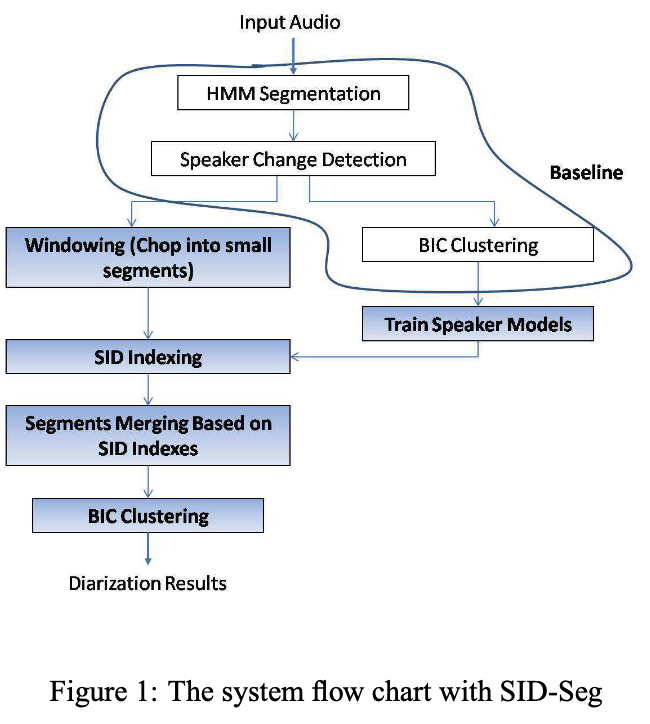 Input Audio
HMM Segmentation
Speaker Change Detection
Baseline
Windowing (Chop into small
segments)
BIC Clustering
Train Speaker Models
SID Indexing
Segments Merging Based on
SID Indexes
BIC Clustering
Diarization Results
Figure 1: The system flow chart with SID-Seg